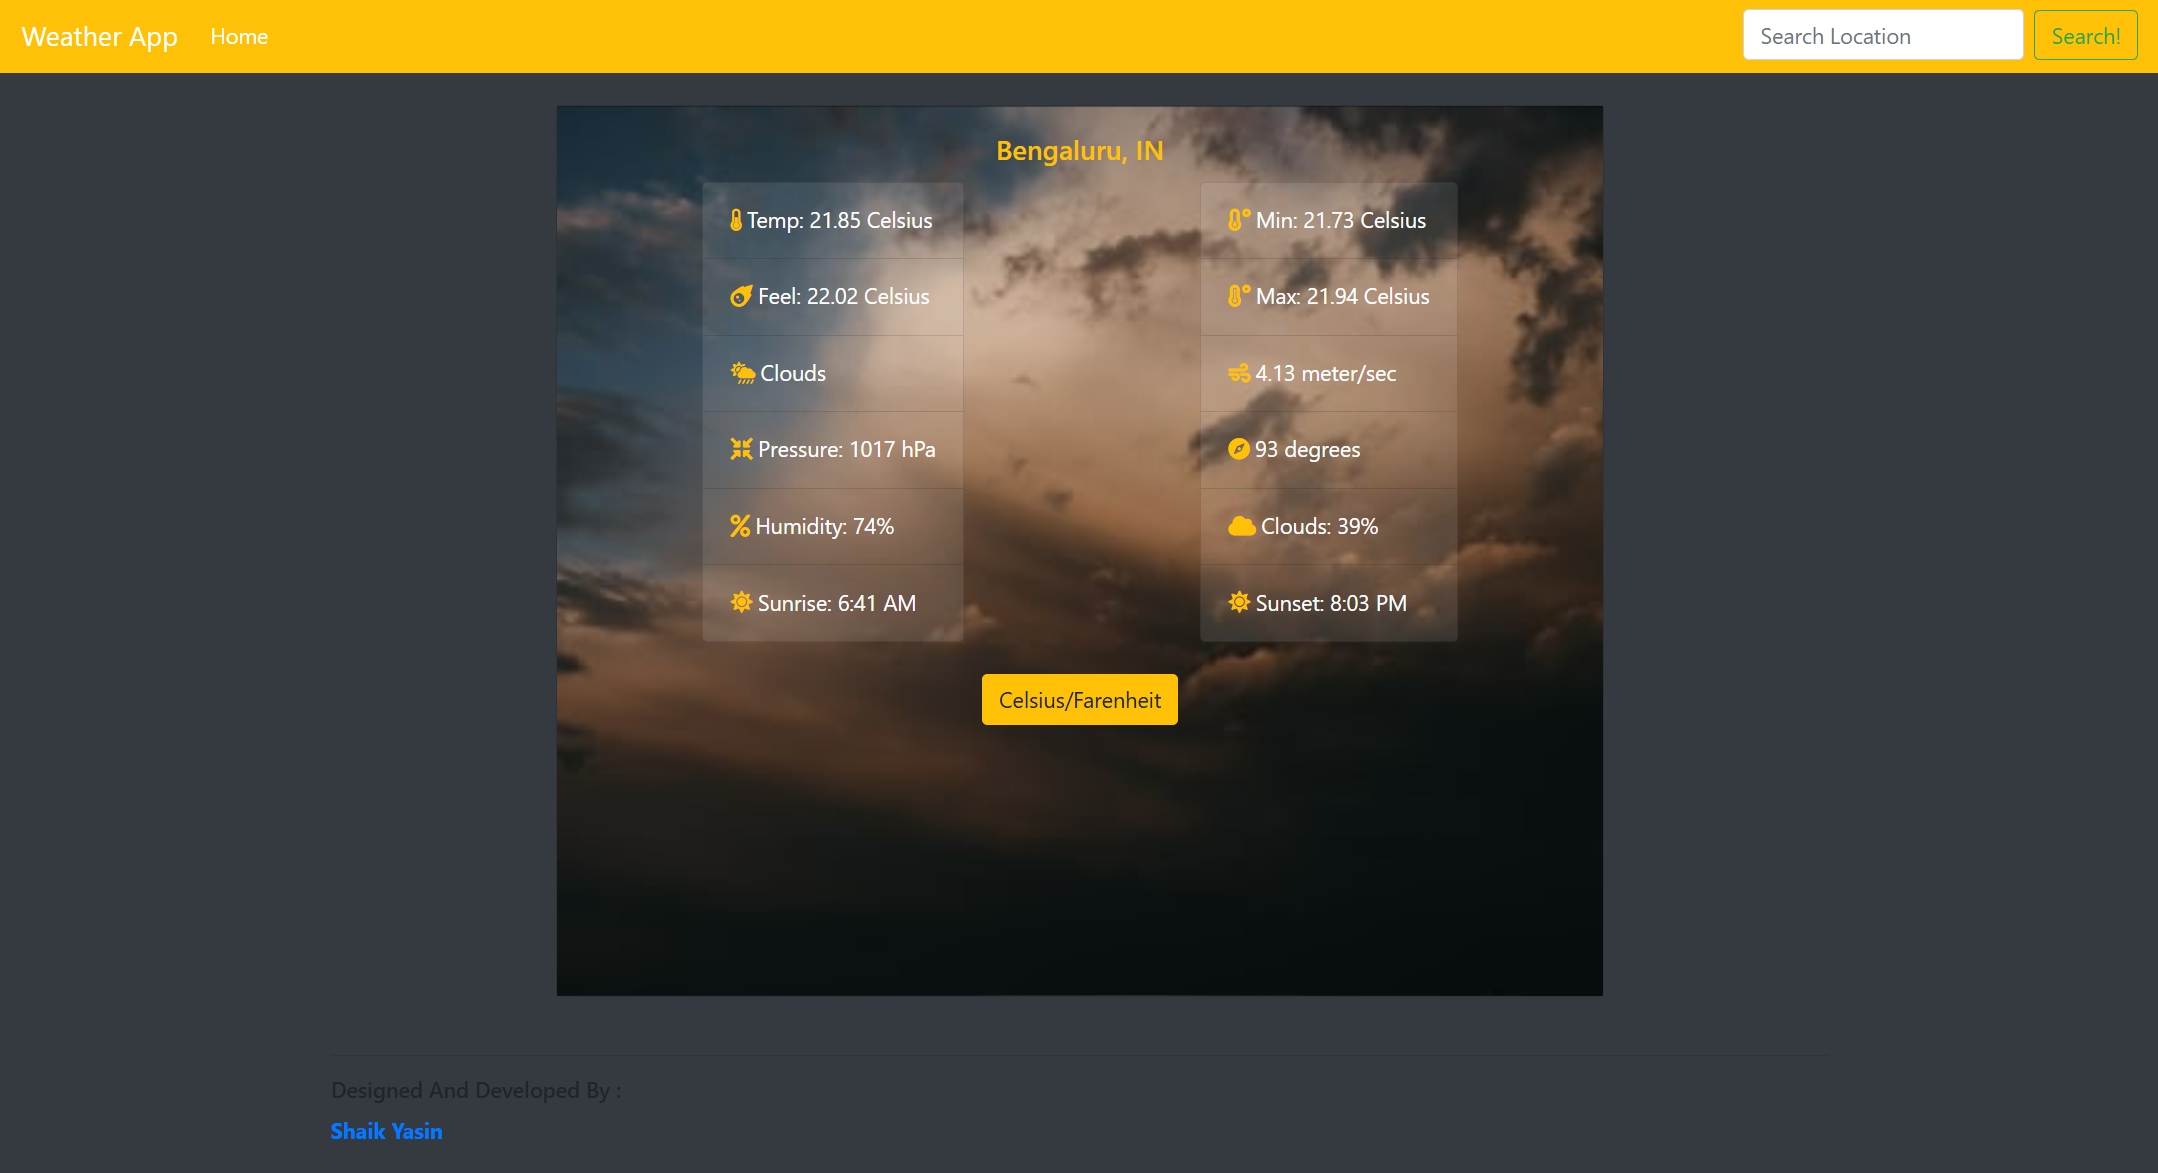 Weather App Home Search Location Search!
Bengaluru, IN
Temp: 21.85 Celsius
Feel: 22.02 Celsius
Clouds
Pressure: 1017 hPa
Humidity: 74%
Sunrise: 6:41 AM
Min: 21.73 Celsius
Max: 21.94 Celsius
4.13 meter/sec
93 degrees
Clouds: 39%
Sunset: 8:03 PM
Celsius/Farenheit
Designed And Developed By :
Shaik Yasin